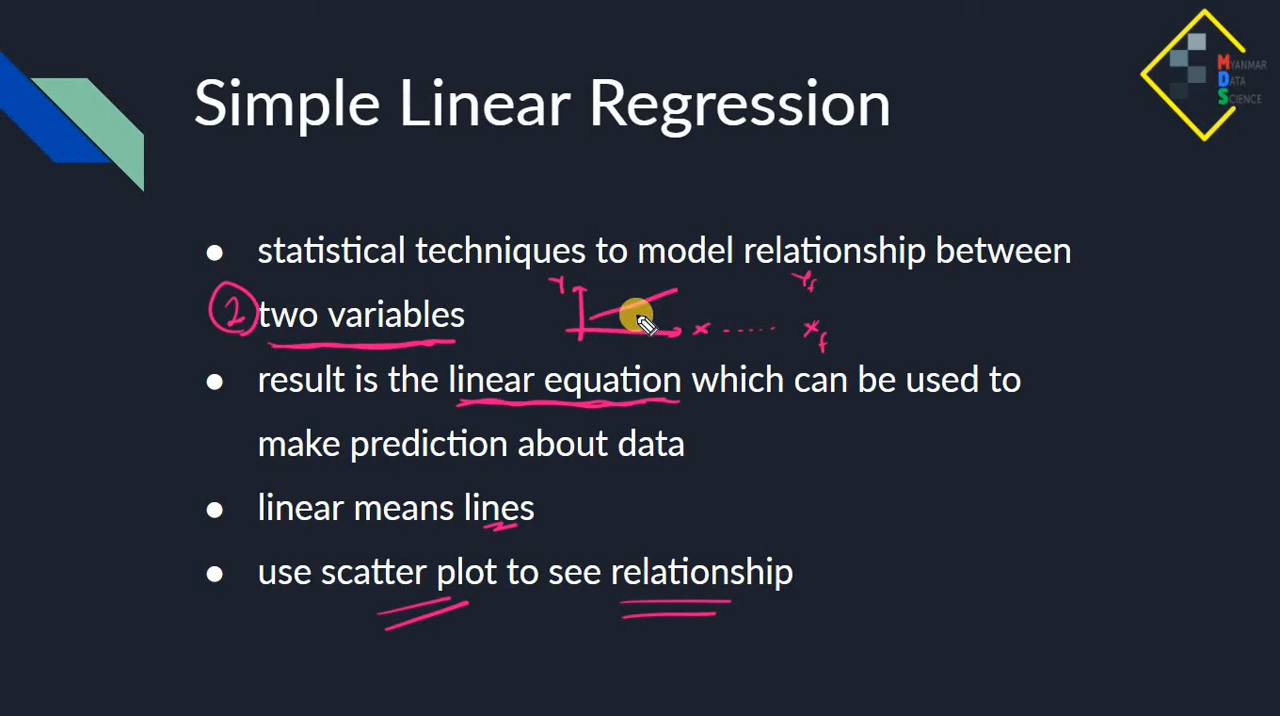 MYANMAR
Data
SCIENCE
Simple Linear Regression
● statistical techniques to model relationship between
2 two variables
Y
Yf
x ...... xf
● result is the linear equation which can be used to
make prediction about data
● linear means lines
● use scatter plot to see relationship